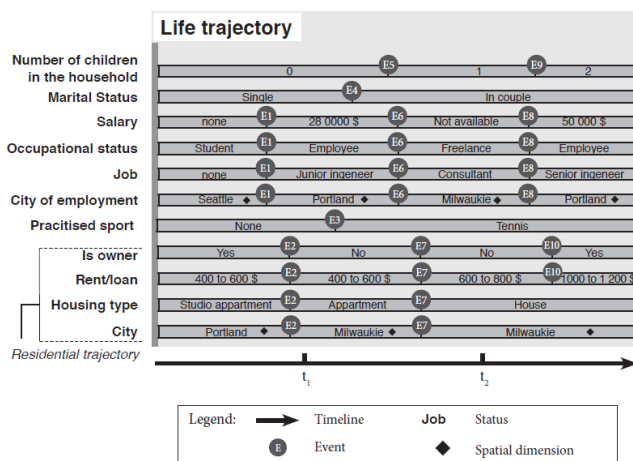 Life trajectory
Number of children in the household
E5 E9
0 1 2
Marital Status
E4
Single In couple
Salary
E1 E6 E8
none 28 0000 $ Not available 50 000 $
Occupational status
E1 E6 E8
Student Employee Freelance Employee
Job
E1 E6 E8
none Junior ingeneer Consultant Senior ingeneer
City of employment
E1 E6 E8
Seattle Portland Milwaukie Portland
Pracitised sport
E3
None Tennis
Is owner
E2 E7 E10
Yes No No Yes
Rent/loan
E2 E7 E10
400 to 600 $ 400 to 600 $ 600 to 800 $ 1000 to 1 200 $
Housing type
E2 E7
Studio appartment Appartment House
City
E2 E7
Portland Milwaukie Milwaukie
Residential trajectory
t1 t2
Legend: Timeline Job Status
E Event Spatial dimension